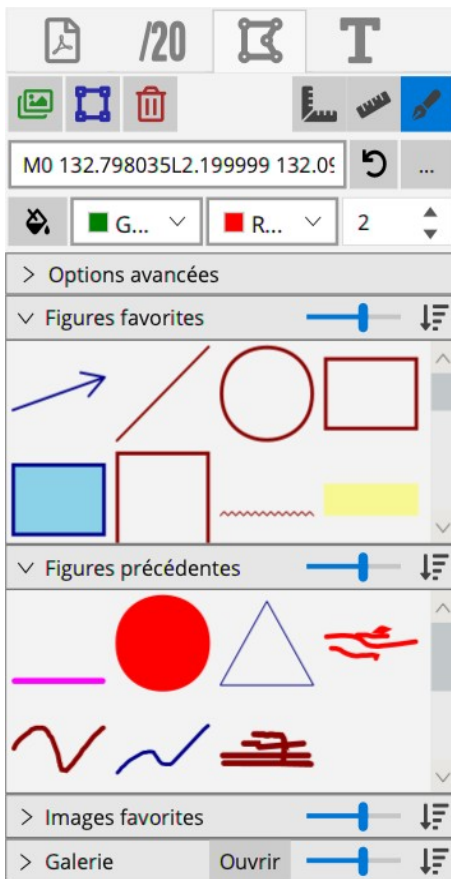 /20 T
M0 132.798035L2.199999 132.09 ...
G... R... 2
Options avancées
Figures favorites
Figures précédentes
Images favorites
Galerie Ouvrir